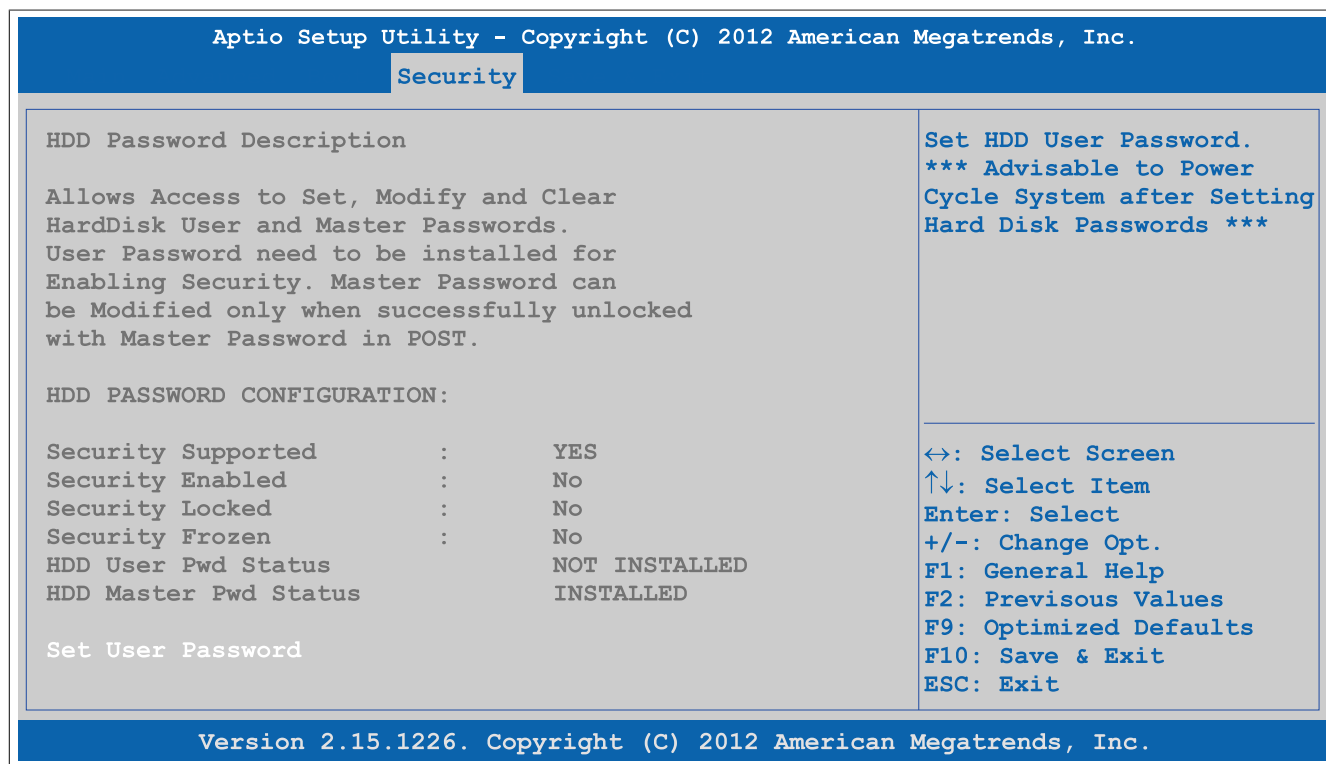 Aptio Setup Utility - Copyright (C) 2012 American Megatrends, Inc.
Security
HDD Password Description
Allows Access to Set, Modify and Clear
HardDisk User and Master Passwords.
User Password need to be installed for
Enabling Security. Master Password can
be Modified only when successfully unlocked
with Master Password in POST.
HDD PASSWORD CONFIGURATION:
Security Supported : YES
Security Enabled : No
Security Locked : No
Security Frozen : No
HDD User Pwd Status NOT INSTALLED
HDD Master Pwd Status INSTALLED
Set User Password
Set HDD User Password.
*** Advisable to Power
Cycle System after Setting
Hard Disk Passwords ***
↔: Select Screen
↑↓: Select Item
Enter: Select
+/-: Change Opt.
F1: General Help
F2: Previsous Values
F9: Optimized Defaults
F10: Save & Exit
ESC: Exit
Version 2.15.1226. Copyright (C) 2012 American Megatrends, Inc.